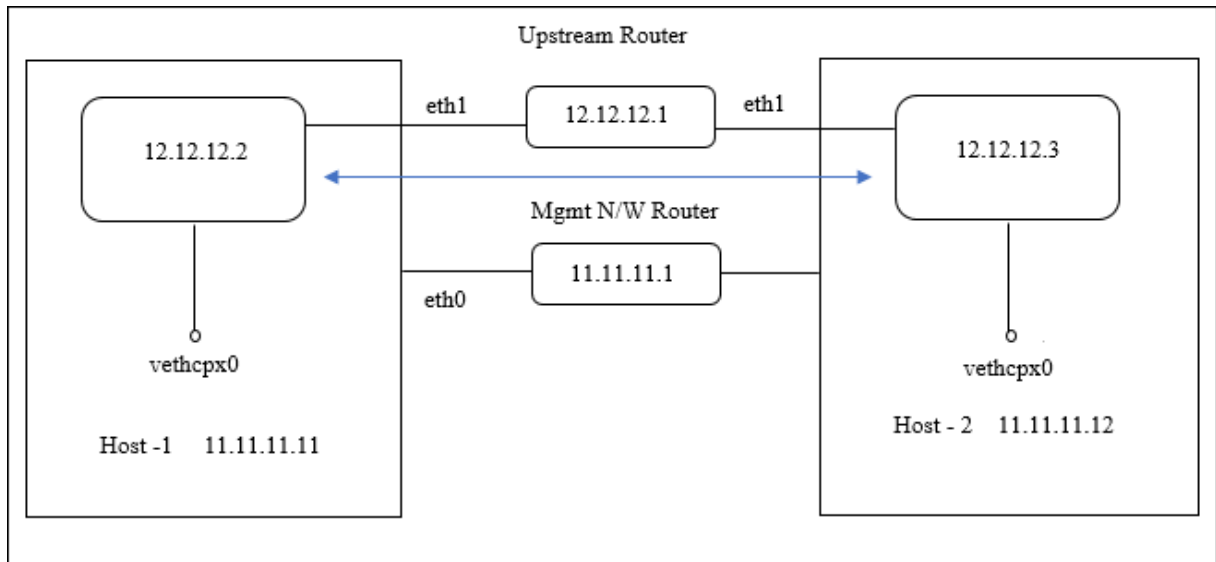 Upstream Router
eth1
12.12.12.1
eth1
12.12.12.2
12.12.12.3
Mgmt N/W Router
11.11.11.1
eth0
vethcpx0
vethcpx0
Host -1 11.11.11.11
Host - 2 11.11.11.12